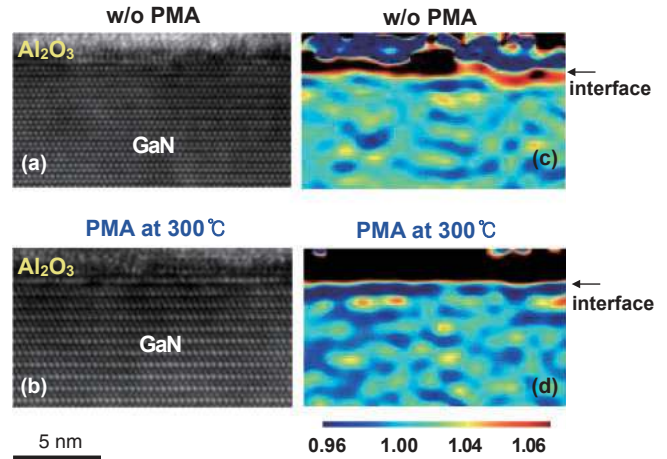 w/o PMA
w/o PMA
Al₂O₃
GaN
(a)
(c)
interface
PMA at 300℃
PMA at 300℃
Al₂O₃
GaN
(b)
(d)
interface
5 nm
0.96 1.00 1.04 1.06